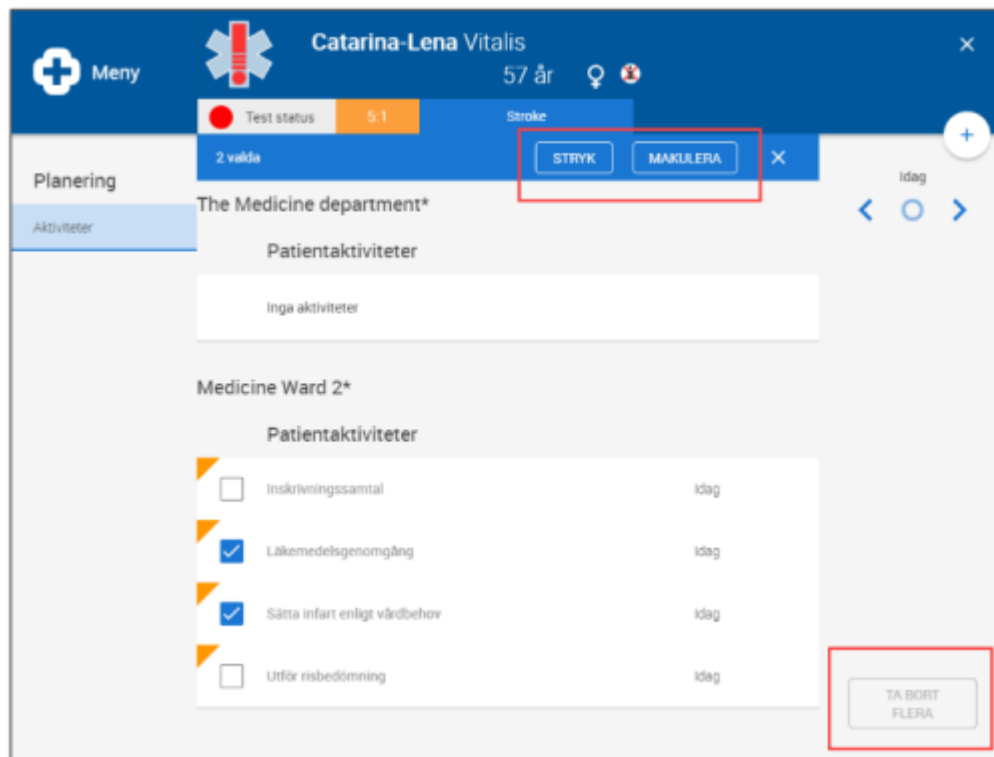 Meny
Catarina-Lena Vitalis
57 år
Test status
5:1
Stroke
2 valda
STRYK
MAKULERA
Planering
Aktiviteter
Idag
The Medicine department*
Patientaktiviteter
Inga aktiviteter
Medicine Ward 2*
Patientaktiviteter
Inskrivningssamtal Idag
Läkemedelsgenomgång Idag
Sätta infart enligt vårdbehov Idag
Utför risbedömning Idag
TA BORT
FLERA